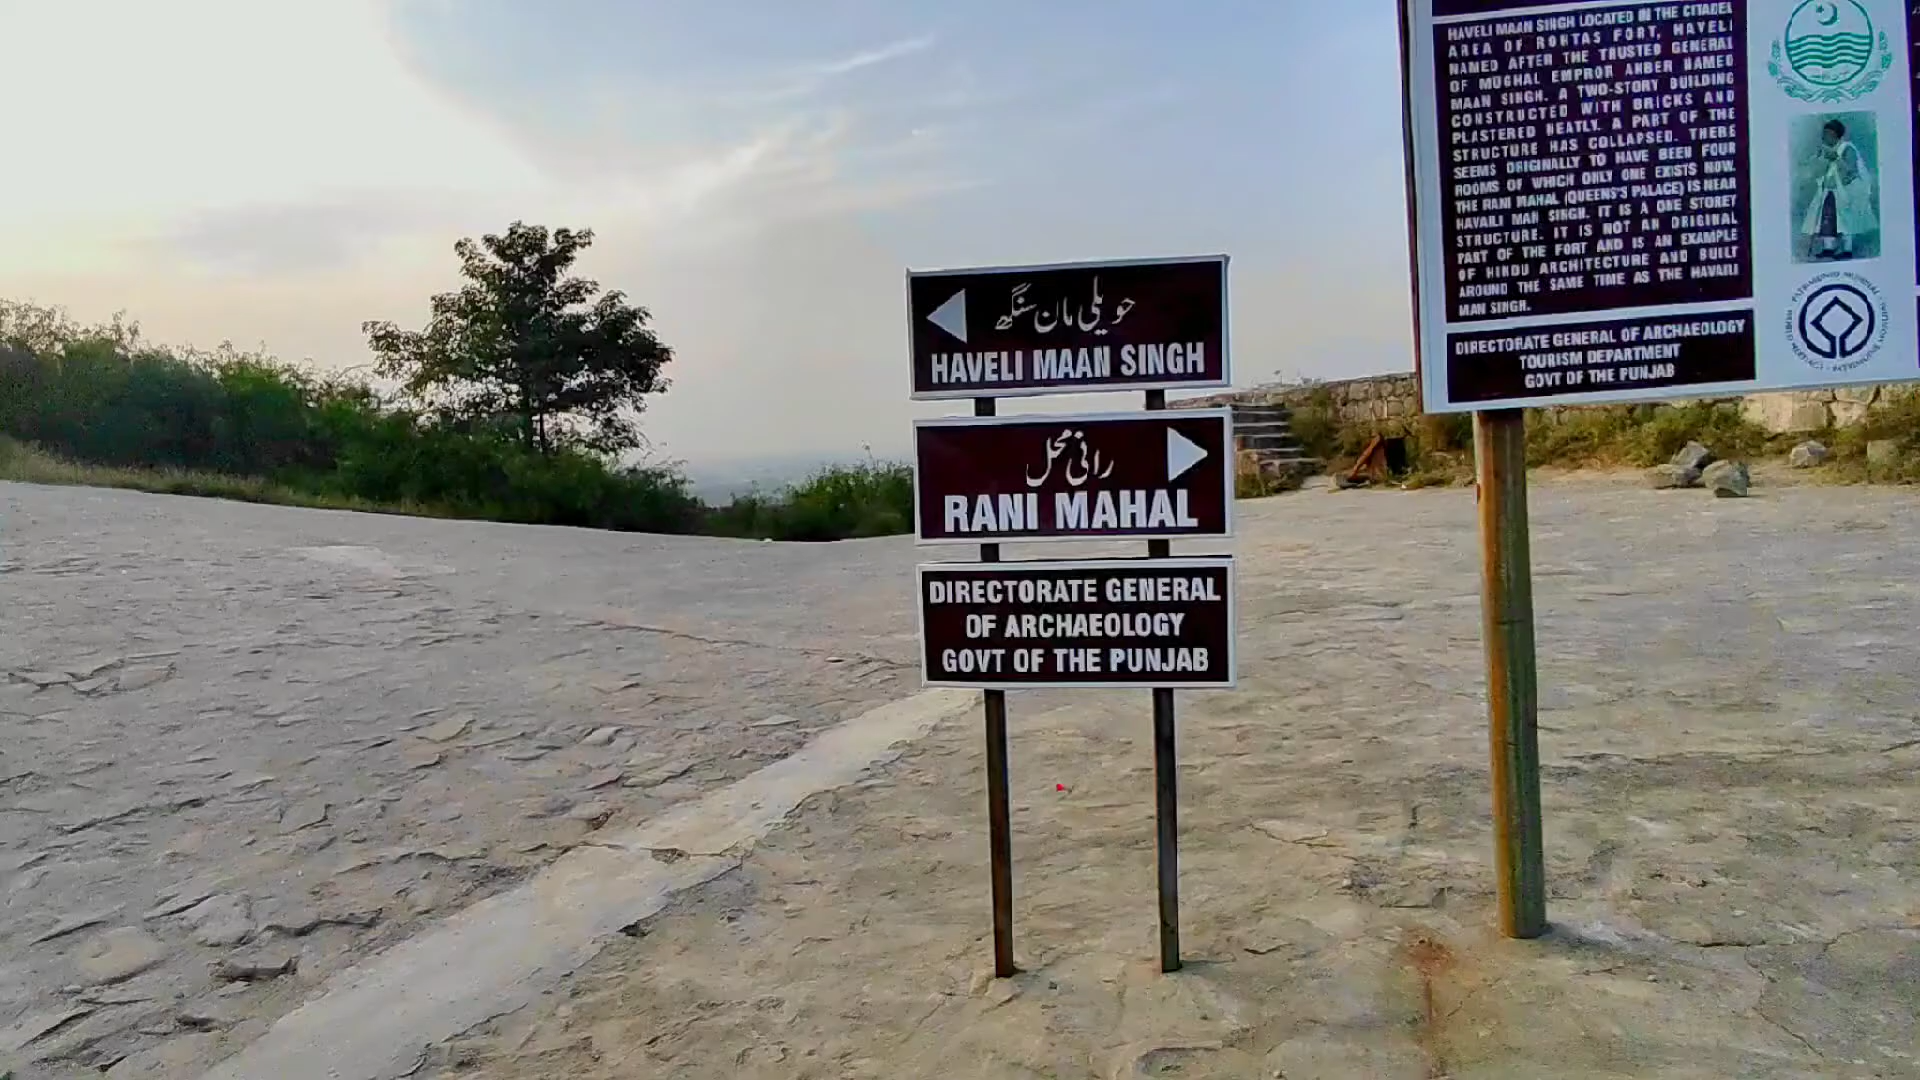 حویلی مان سنگھ
HAVELI MAAN SINGH
رانی محل
RANI MAHAL
DIRECTORATE GENERAL
OF ARCHAEOLOGY
GOVT OF THE PUNJAB
HAVELI MAAN SINGH LOCATED IN THE CITADEL
AREA OF ROHTAS FORT, HAVELI
NAMED AFTER THE TRUSTED GENERAL
OF MUGHAL EMPROR AKBER NAMED
MAAN SINGH. A TWO-STORY BUILDING
CONSTRUCTED WITH BRICKS AND
PLASTERED NEATLY. A PART OF THE
STRUCTURE HAS COLLAPSED. THERE
SEEMS ORIGINALLY TO HAVE BEEN FOUR
ROOMS OF WHICH ONLY ONE EXISTS NOW.
THE RANI MAHAL (QUEENS'S PALACE) IS NEAR
HAVAILI MAN SINGH. IT IS A ONE STOREY
STRUCTURE. IT IS NOT AN ORIGINAL
PART OF THE FORT AND IS AN EXAMPLE
OF HINDU ARCHITECTURE AND BUILT
AROUND THE SAME TIME AS THE HAVAILI
MAN SINGH.
DIRECTORATE GENERAL OF ARCHAEOLOGY
TOURISM DEPARTMENT
GOVT OF THE PUNJAB